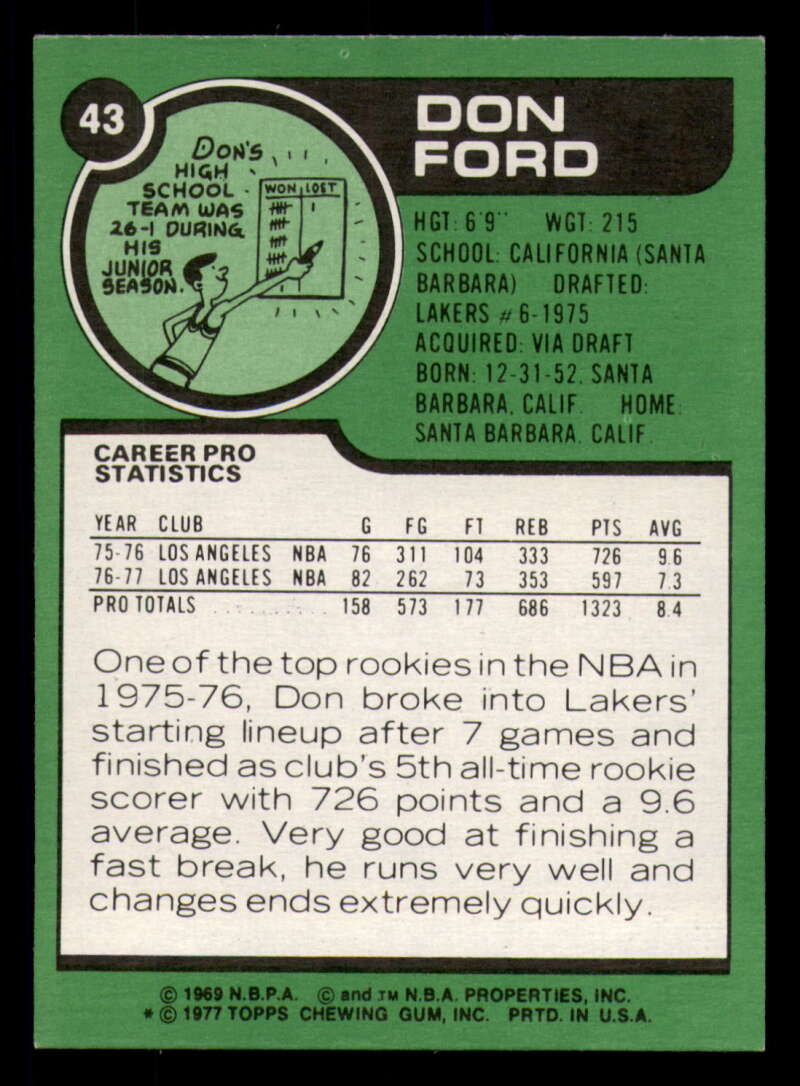 43
DON
FORD
DON'S
HIGH
SCHOOL
TEAM WAS
26-1 DURING
HIS
JUNIOR
SEASON.
WON LOST
HGT: 6'9" WGT: 215
SCHOOL: CALIFORNIA (SANTA
BARBARA) DRAFTED:
LAKERS #6-1975
ACQUIRED: VIA DRAFT
BORN: 12-31-52, SANTA
BARBARA, CALIF. HOME:
SANTA BARBARA, CALIF.
CAREER PRO
STATISTICS
YEAR CLUB G FG FT REB PTS AVG
75-76 LOS ANGELES NBA 76 311 104 333 726 9.6
76-77 LOS ANGELES NBA 82 262 73 353 597 7.3
PRO TOTALS ............ 158 573 177 686 1323 8.4
One of the top rookies in the NBA in
1975-76, Don broke into Lakers'
starting lineup after 7 games and
finished as club's 5th all-time rookie
scorer with 726 points and a 9.6
average. Very good at finishing a
fast break, he runs very well and
changes ends extremely quickly.
© 1969 N.B.P.A. © and TM N.B.A. PROPERTIES, INC.
* © 1977 TOPPS CHEWING GUM, INC. PRTD. IN U.S.A.